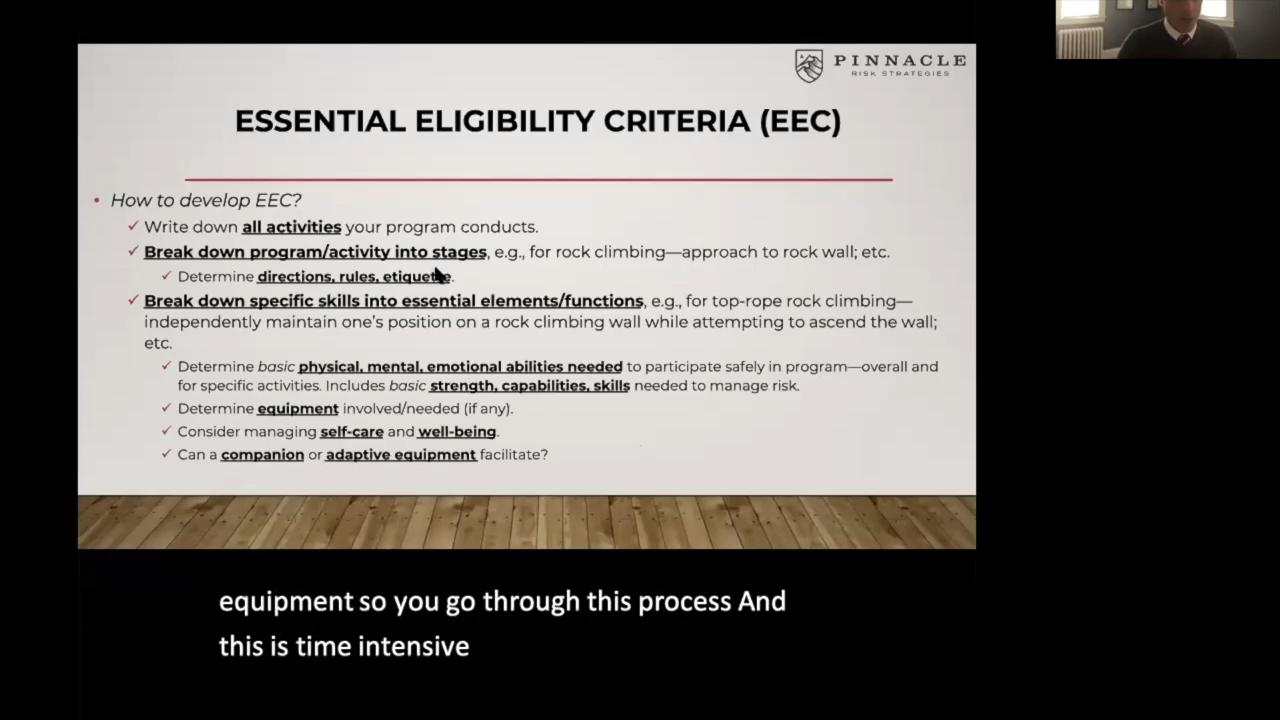 PINNACLE
RISK STRATEGIES
ESSENTIAL ELIGIBILITY CRITERIA (EEC)
• How to develop EEC?
✓ Write down all activities your program conducts.
✓ Break down program/activity into stages, e.g., for rock climbing—approach to rock wall; etc.
✓ Determine directions, rules, etiquette.
✓ Break down specific skills into essential elements/functions, e.g., for top-rope rock climbing—
independently maintain one's position on a rock climbing wall while attempting to ascend the wall;
etc.
✓ Determine basic physical, mental, emotional abilities needed to participate safely in program—overall and
for specific activities. Includes basic strength, capabilities, skills needed to manage risk.
✓ Determine equipment involved/needed (if any).
✓ Consider managing self-care and well-being.
✓ Can a companion or adaptive equipment facilitate?
equipment so you go through this process And
this is time intensive